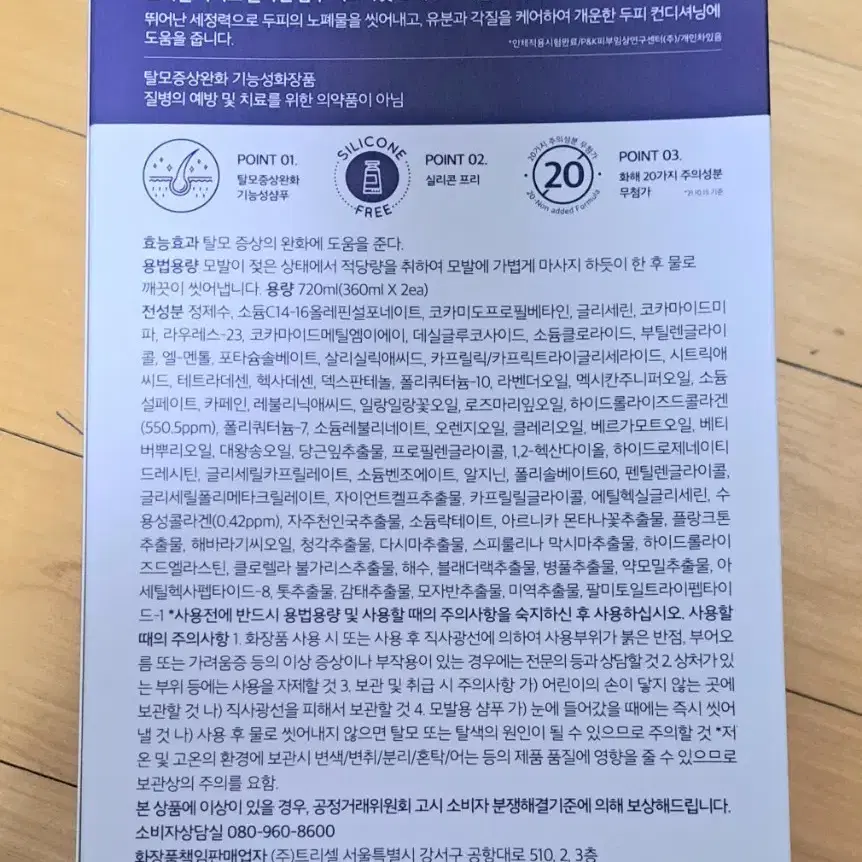 뛰어난 세정력으로 두피의 노폐물을 씻어내고, 유분과 각질을 케어하여 개운한 두피 컨디셔닝에
도움을 줍니다.
*인체적용시험완료/P&K피부임상연구센터(주)/개인차있음
탈모증상완화 기능성화장품
질병의 예방 및 치료를 위한 의약품이 아님
POINT 01.
탈모증상완화
기능성샴푸
SILICONE
FREE
POINT 02.
실리콘 프리
20가지 주의성분 무첨가
20
20-Non added Formula
POINT 03.
화해 20가지 주의성분
무첨가
효능효과 탈모 증상의 완화에 도움을 준다.
용법용량 모발이 젖은 상태에서 적당량을 취하여 모발에 가볍게 마사지 하듯이 한 후 물로
깨끗이 씻어냅니다. 용량 720ml(360ml X 2ea)
전성분 정제수, 소듐C14-16올레핀설포네이트, 코카미도프로필베타인, 글리세린, 코카마이드미
파, 라우레스-23, 코카마이드메틸엠이에이, 데실글루코사이드, 소듐클로라이드, 부틸렌글라이
콜, 엘-멘톨, 포타슘솔베이트, 살리실릭애씨드, 카프릴릭/카프릭트라이글리세라이드, 시트릭애
씨드, 테트라데센, 헥사데센, 덱스판테놀, 폴리쿼터늄-10, 라벤더오일, 멕시칸주니퍼오일, 소듐
설페이트, 카페인, 레불리닉애씨드, 일랑일랑꽃오일, 로즈마리잎오일, 하이드롤라이즈드콜라겐
(550.5ppm), 폴리쿼터늄-7, 소듐레불리네이트, 오렌지오일, 클레리오일, 베르가모트오일, 베티
버뿌리오일, 대왕송오일, 당근잎추출물, 프로필렌글라이콜, 1,2-헥산다이올, 하이드로제네이티
드레시틴, 글리세릴카프릴레이트, 소듐벤조에이트, 알지닌, 폴리솔베이트60, 펜틸렌글라이콜,
글리세릴폴리메타크릴레이트, 자이언트켈프추출물, 카프릴릴글라이콜, 에틸헥실글리세린, 수
용성콜라겐(0.42ppm), 자주천인국추출물, 소듐락테이트, 아르니카 몬타나꽃추출물, 플랑크톤
추출물, 해바라기씨오일, 청각추출물, 다시마추출물, 스피룰리나 막시마추출물, 하이드롤라이
즈드엘라스틴, 클로렐라 불가리스추출물, 해수, 블래더랙추출물, 병풀추출물, 약모밀추출물, 아
세틸헥사펩타이드-8, 톳추출물, 감태추출물, 모자반추출물, 미역추출물, 팔미토일트라이펩타이
드-1 *사용전에 반드시 용법용량 및 사용할 때의 주의사항을 숙지하신 후 사용하십시오. 사용할
때의 주의사항 1. 화장품 사용 시 또는 사용 후 직사광선에 의하여 사용부위가 붉은 반점, 부어오
름 또는 가려움증 등의 이상 증상이나 부작용이 있는 경우에는 전문의 등과 상담할 것 2. 상처가 있
는 부위 등에는 사용을 자제할 것 3. 보관 및 취급 시 주의사항 가) 어린이의 손이 닿지 않는 곳에
보관할 것 나) 직사광선을 피해서 보관할 것 4. 모발용 샴푸 가) 눈에 들어갔을 때에는 즉시 씻어
낼 것 나) 사용 후 물로 씻어내지 않으면 탈모 또는 탈색의 원인이 될 수 있으므로 주의할 것 *저
온 및 고온의 환경에 보관시 변색/변취/분리/혼탁/어는 등의 제품 품질에 영향을 줄 수 있으므로
보관상의 주의를 요함.
본 상품에 이상이 있을 경우, 공정거래위원회 고시 소비자 분쟁해결기준에 의해 보상해드립니다.
소비자상담실 080-960-8600
화장품책임판매업자 (주)트리셀 서울특별시 강서구 공항대로 510, 2, 3층